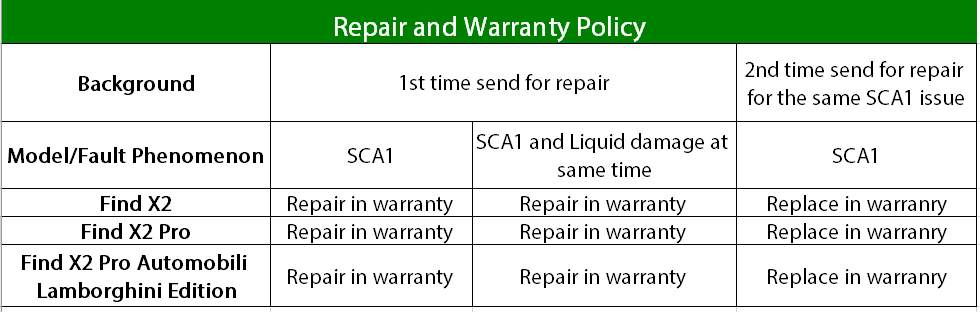 Repair and Warranty Policy
Background
1st time send for repair
2nd time send for repair
for the same SCA1 issue
Model/Fault Phenomenon
SCA1
SCA1 and Liquid damage at
same time
SCA1
Find X2
Repair in warranty
Repair in warranty
Replace in warranry
Find X2 Pro
Repair in warranty
Repair in warranty
Replace in warranry
Find X2 Pro Automobili
Lamborghini Edition
Repair in warranty
Repair in warranty
Replace in warranry